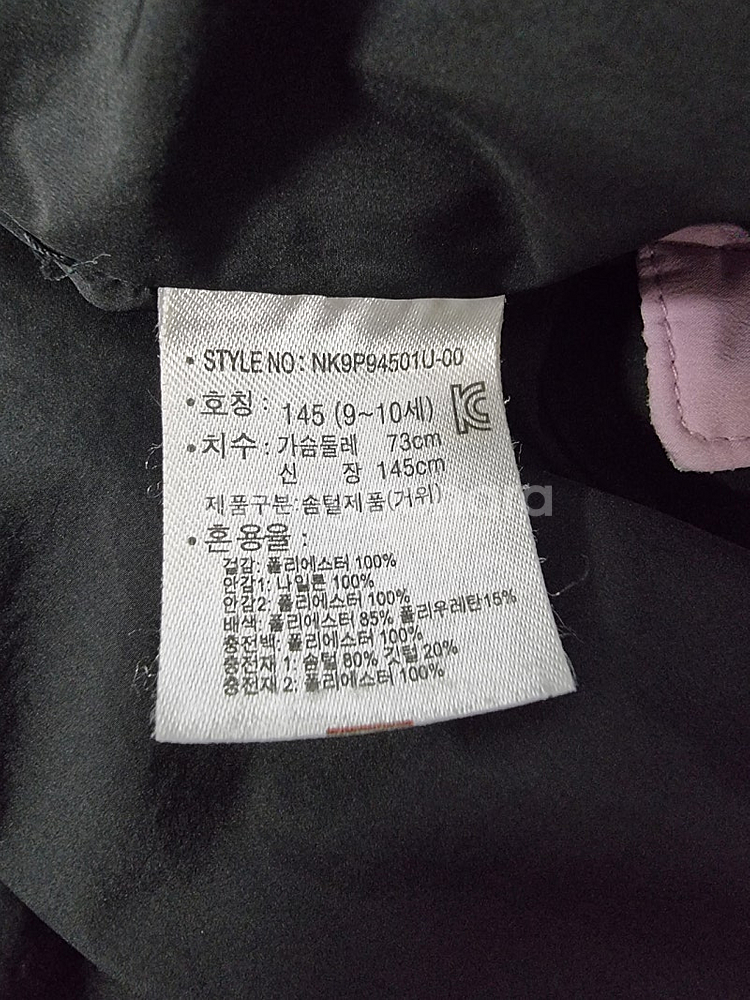 • STYLE NO : NK9P94501U-00
• 호칭 : 145 (9~10세)
• 치수 : 가슴둘레 73cm
신 장 145cm
제품구분:솜털제품(거위)
• 혼용율 :
겉감: 폴리에스터 100%
안감1: 나일론 100%
안감2: 폴리에스터 100%
배색: 폴리에스터 85% 폴리우레탄15%
충전백: 폴리에스터 100%
충전재 1: 솜털 80% 깃털 20%
충전재 2: 폴리에스터 100%